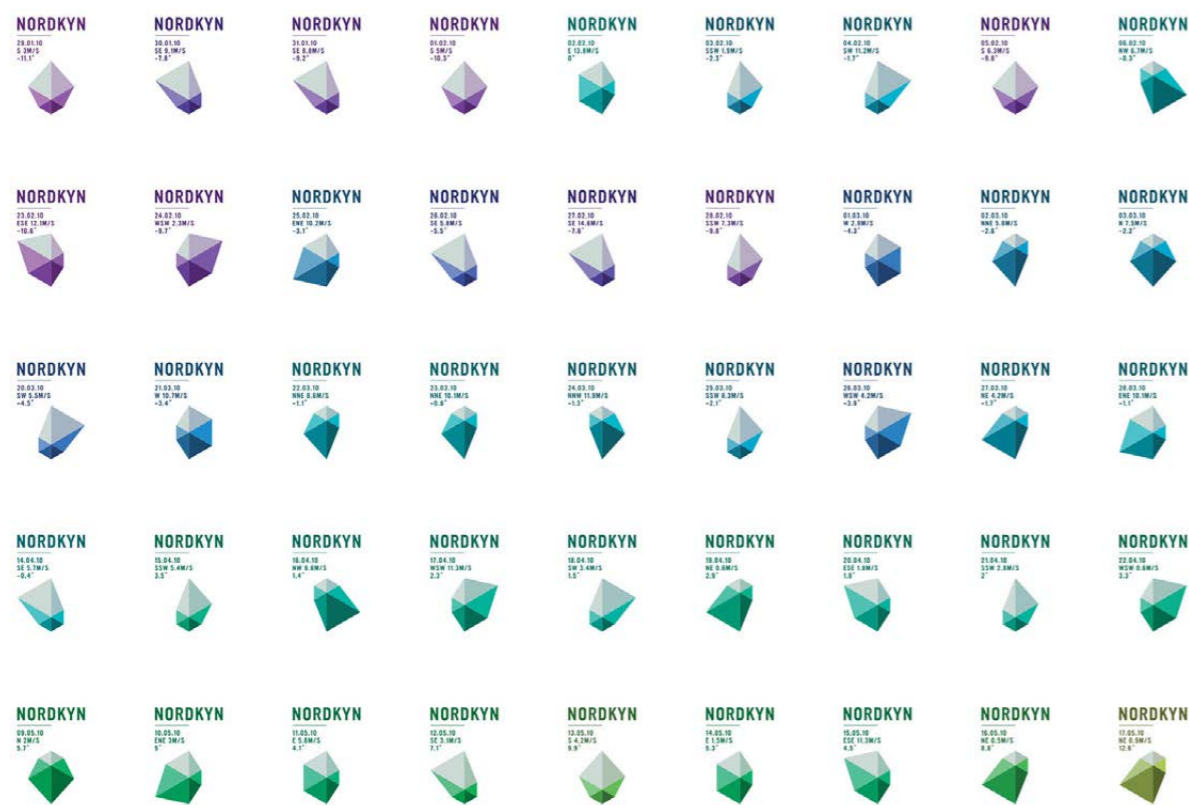 NORDKYN
29.01.10
S 3M/S
-11.1°
NORDKYN
30.01.10
SE 9.1M/S
-7.8°
NORDKYN
31.01.10
SE 8.8M/S
-9.2°
NORDKYN
01.02.10
S 5M/S
-10.5°
NORDKYN
02.02.10
E 13.8M/S
0°
NORDKYN
03.02.10
SSW 1.9M/S
-2.5°
NORDKYN
04.02.10
SW 11.2M/S
-1.7°
NORDKYN
05.02.10
S 6.3M/S
-9.8°
NORDKYN
06.02.10
NW 6.7M/S
-0.3°
NORDKYN
23.02.10
ESE 12.1M/S
-10.6°
NORDKYN
24.02.10
WSW 2.3M/S
-9.7°
NORDKYN
25.02.10
ENE 10.2M/S
-3.1°
NORDKYN
26.02.10
SE 5.8M/S
-5.5°
NORDKYN
27.02.10
SE 14.6M/S
-7.6°
NORDKYN
28.02.10
SSW 7.3M/S
-9.8°
NORDKYN
01.03.10
W 2.8M/S
-4.3°
NORDKYN
02.03.10
NNE 5.8M/S
-2.6°
NORDKYN
03.03.10
N 7.5M/S
-2.2°
NORDKYN
20.03.10
SW 5.5M/S
-4.5°
NORDKYN
21.03.10
W 10.7M/S
-3.4°
NORDKYN
22.03.10
NNE 8.6M/S
-1.1°
NORDKYN
23.03.10
NNE 10.1M/S
-0.6°
NORDKYN
24.03.10
NNW 11.9M/S
-1.3°
NORDKYN
25.03.10
SSW 8.3M/S
-2.1°
NORDKYN
26.03.10
WSW 4.2M/S
-3.9°
NORDKYN
27.03.10
NE 4.2M/S
-1.7°
NORDKYN
28.03.10
ENE 10.1M/S
-1.1°
NORDKYN
14.04.10
SE 5.7M/S
-0.4°
NORDKYN
15.04.10
SSW 5.4M/S
3.5°
NORDKYN
16.04.10
NW 9.8M/S
1.4°
NORDKYN
17.04.10
WSW 11.3M/S
2.3°
NORDKYN
18.04.10
SW 3.4M/S
1.5°
NORDKYN
19.04.10
NE 0.6M/S
2.9°
NORDKYN
20.04.10
ESE 1.8M/S
1.8°
NORDKYN
21.04.10
SSW 2.8M/S
2°
NORDKYN
22.04.10
WSW 0.8M/S
3.3°
NORDKYN
09.05.10
N 2M/S
5.7°
NORDKYN
10.05.10
ENE 3M/S
5°
NORDKYN
11.05.10
E 5.6M/S
4.1°
NORDKYN
12.05.10
SE 3.1M/S
7.1°
NORDKYN
13.05.10
S 4.2M/S
9.9°
NORDKYN
14.05.10
E 1.5M/S
5.3°
NORDKYN
15.05.10
ESE 11.3M/S
4.5°
NORDKYN
16.05.10
NE 0.5M/S
8.8°
NORDKYN
17.05.10
NE 0.9M/S
12.6°